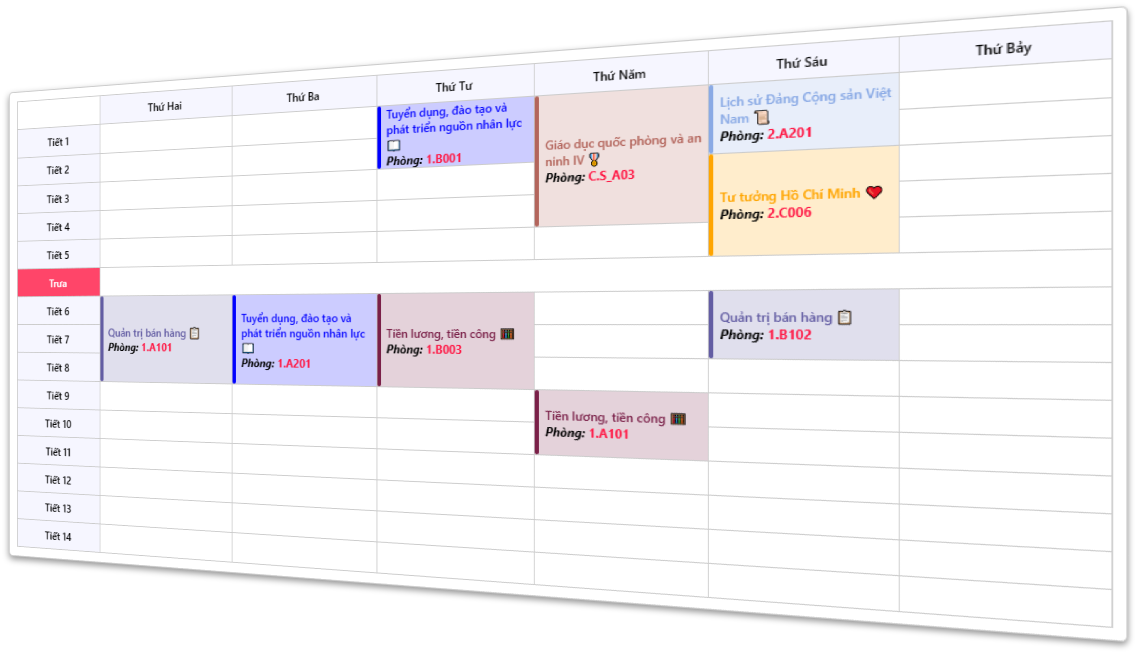 Thứ Hai
Thứ Ba
Thứ Tư
Thứ Năm
Thứ Sáu
Thứ Bảy
Tiết 1
Tuyển dụng, đào tạo và
phát triển nguồn nhân lực
Phòng: 1.B001
Giáo dục quốc phòng và an
ninh IV
Phòng: C.S_A03
Lịch sử Đảng Cộng sản Việt
Nam
Phòng: 2.A201
Tiết 2
Tiết 3
Tư tưởng Hồ Chí Minh
Phòng: 2.C006
Tiết 4
Tiết 5
Trưa
Tiết 6
Quản trị bán hàng
Phòng: 1.A101
Tuyển dụng, đào tạo và
phát triển nguồn nhân lực
Phòng: 1.A201
Tiền lương, tiền công
Phòng: 1.B003
Quản trị bán hàng
Phòng: 1.B102
Tiết 7
Tiết 8
Tiết 9
Tiền lương, tiền công
Phòng: 1.A101
Tiết 10
Tiết 11
Tiết 12
Tiết 13
Tiết 14